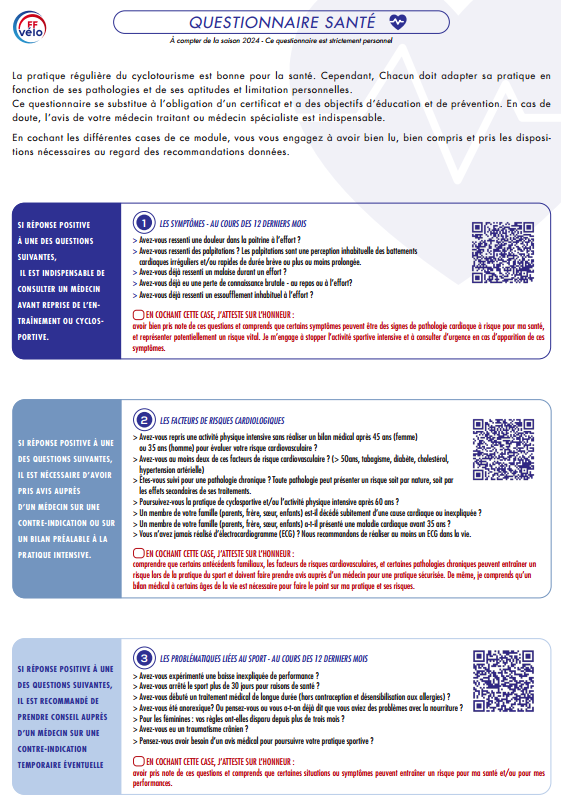 FF
vélo
QUESTIONNAIRE SANTÉ
À compter de la saison 2024 - Ce questionnaire est strictement personnel
La pratique régulière du cyclotourisme est bonne pour la santé. Cependant, Chacun doit adapter sa pratique en
fonction de ses pathologies et de ses aptitudes et limitation personnelles.
Ce questionnaire se substitue à l'obligation d'un certificat et a des objectifs d'éducation et de prévention. En cas de
doute, l'avis de votre médecin traitant ou médecin spécialiste est indispensable.
En cochant les différentes cases de ce module, vous vous engagez à avoir bien lu, bien compris et pris les disposi-
tions nécessaires au regard des recommandations données.
SI RÉPONSE POSITIVE
À UNE DES QUESTIONS
SUIVANTES,
IL EST INDISPENSABLE DE
CONSULTER UN MÉDECIN
AVANT REPRISE DE L'EN-
TRAÎNEMENT OU CYCLOS-
PORTIVE.
1 LES SYMPTÔMES - AU COURS DES 12 DERNIERS MOIS
> Avez-vous ressenti une douleur dans la poitrine à l'effort ?
> Avez-vous ressenti des palpitations ? Les palpitations sont une perception inhabituelle des battements
cardiaques irréguliers et/ou rapides de durée brève ou plus ou moins prolongée.
> Avez-vous déjà ressenti un malaise durant un effort ?
> Avez-vous déjà eu une perte de connaissance brutale - au repos ou à l'effort?
> Avez-vous déjà ressenti un essoufflement inhabituel à l'effort ?
EN COCHANT CETTE CASE, J'ATTESTE SUR L'HONNEUR :
avoir bien pris note de ces questions et comprends que certains symptômes peuvent être des signes de pathologie cardiaque à risque pour ma santé,
et représenter potentiellement un risque vital. Je m'engage à stopper l'activité sportive intensive et à consulter d'urgence en cas d'apparition de ces
symptômes.
SI RÉPONSE POSITIVE À UNE
DES QUESTIONS SUIVANTES,
IL EST NÉCESSAIRE D'AVOIR
PRIS AVIS AUPRÈS
D'UN MÉDECIN SUR UNE
CONTRE-INDICATION OU SUR
UN BILAN PRÉALABLE À LA
PRATIQUE INTENSIVE.
2 LES FACTEURS DE RISQUES CARDIOLOGIQUES
> Avez-vous repris une activité physique intensive sans réaliser un bilan médical après 45 ans (femme)
ou 35 ans (homme) pour évaluer votre risque cardiovasculaire ?
> Avez-vous au moins deux de ces facteurs de risque cardiovasculaire ? (> 50ans, tabagisme, diabète, cholestérol,
hypertension artérielle)
> Êtes-vous suivi pour une pathologie chronique ? Toute pathologie peut présenter un risque soit par nature, soit par
les effets secondaires de ses traitements.
> Poursuivez-vous la pratique de cyclosportive et/ou l'activité physique intensive après 60 ans ?
> Un membre de votre famille (parents, frère, sœur, enfants) est-il décédé subitement d'une cause cardiaque ou inexpliquée ?
> Un membre de votre famille (parents, frère, sœur, enfants) a-t-il présenté une maladie cardiaque avant 35 ans ?
> Vous n'avez jamais réalisé d'electrocardiogramme (ECG) ? Nous recommandons de réaliser au moins un ECG dans la vie.
EN COCHANT CETTE CASE, J'ATTESTE SUR L'HONNEUR :
comprendre que certains antécédents familiaux, les facteurs de risques cardiovasculaires, et certaines pathologies chroniques peuvent entraîner un
risque lors de la pratique du sport et doivent faire prendre avis auprès d'un médecin pour une pratique sécurisée. De même, je comprends qu'un
bilan médical à certains âges de la vie est nécessaire pour faire le point sur ma pratique et ses risques.
SI RÉPONSE POSITIVE À UNE
DES QUESTIONS SUIVANTES,
IL EST RECOMMANDÉ DE
PRENDRE CONSEIL AUPRÈS
D'UN MÉDECIN SUR UNE
CONTRE-INDICATION
TEMPORAIRE ÉVENTUELLE
3 LES PROBLÉMATIQUES LIÉES AU SPORT - AU COURS DES 12 DERNIERS MOIS
> Avez-vous expérimenté une baisse inexpliquée de performance ?
> Avez-vous arrêté le sport plus de 30 jours pour raisons de santé ?
> Avez-vous débuté un traitement médical de longue durée (hors contraception et désensibilisation aux allergies) ?
> Avez-vous été anorexique? Ou pensez-vous ou vous a-t-on déjà dit que vous aviez des problèmes avec la nourriture ?
> Pour les féminines : vos règles ont-elles disparu depuis plus de trois mois ?
> Avez-vous eu un traumatisme crânien ?
> Pensez-vous avoir besoin d'un avis médical pour poursuivre votre pratique sportive ?
EN COCHANT CETTE CASE, J'ATTESTE SUR L'HONNEUR :
avoir pris note de ces questions et comprends que certaines situations ou symptômes peuvent entraîner un risque pour ma santé et/ou pour mes
performances.